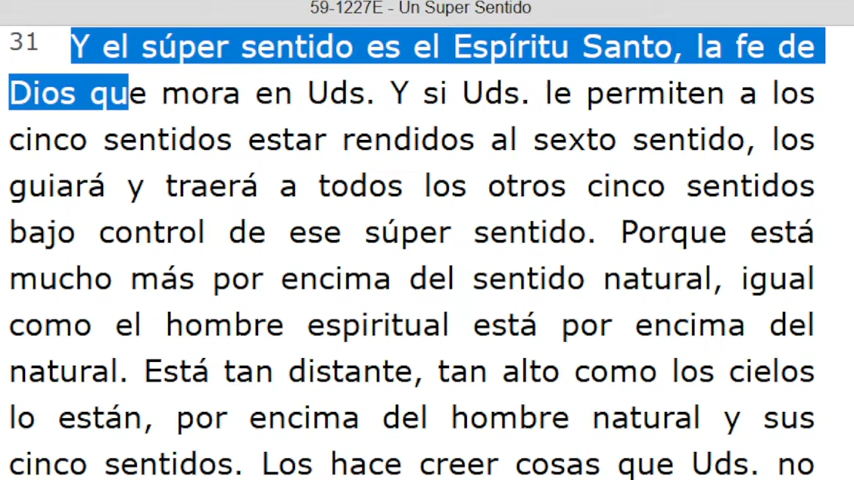 59-1227E - Un Super Sentido
31 Y el súper sentido es el Espíritu Santo, la fe de
Dios que mora en Uds. Y si Uds. le permiten a los
cinco sentidos estar rendidos al sexto sentido, los
guiará y traerá a todos los otros cinco sentidos
bajo control de ese súper sentido. Porque está
mucho más por encima del sentido natural, igual
como el hombre espiritual está por encima del
natural. Está tan distante, tan alto como los cielos
lo están, por encima del hombre natural y sus
cinco sentidos. Los hace creer cosas que Uds. no